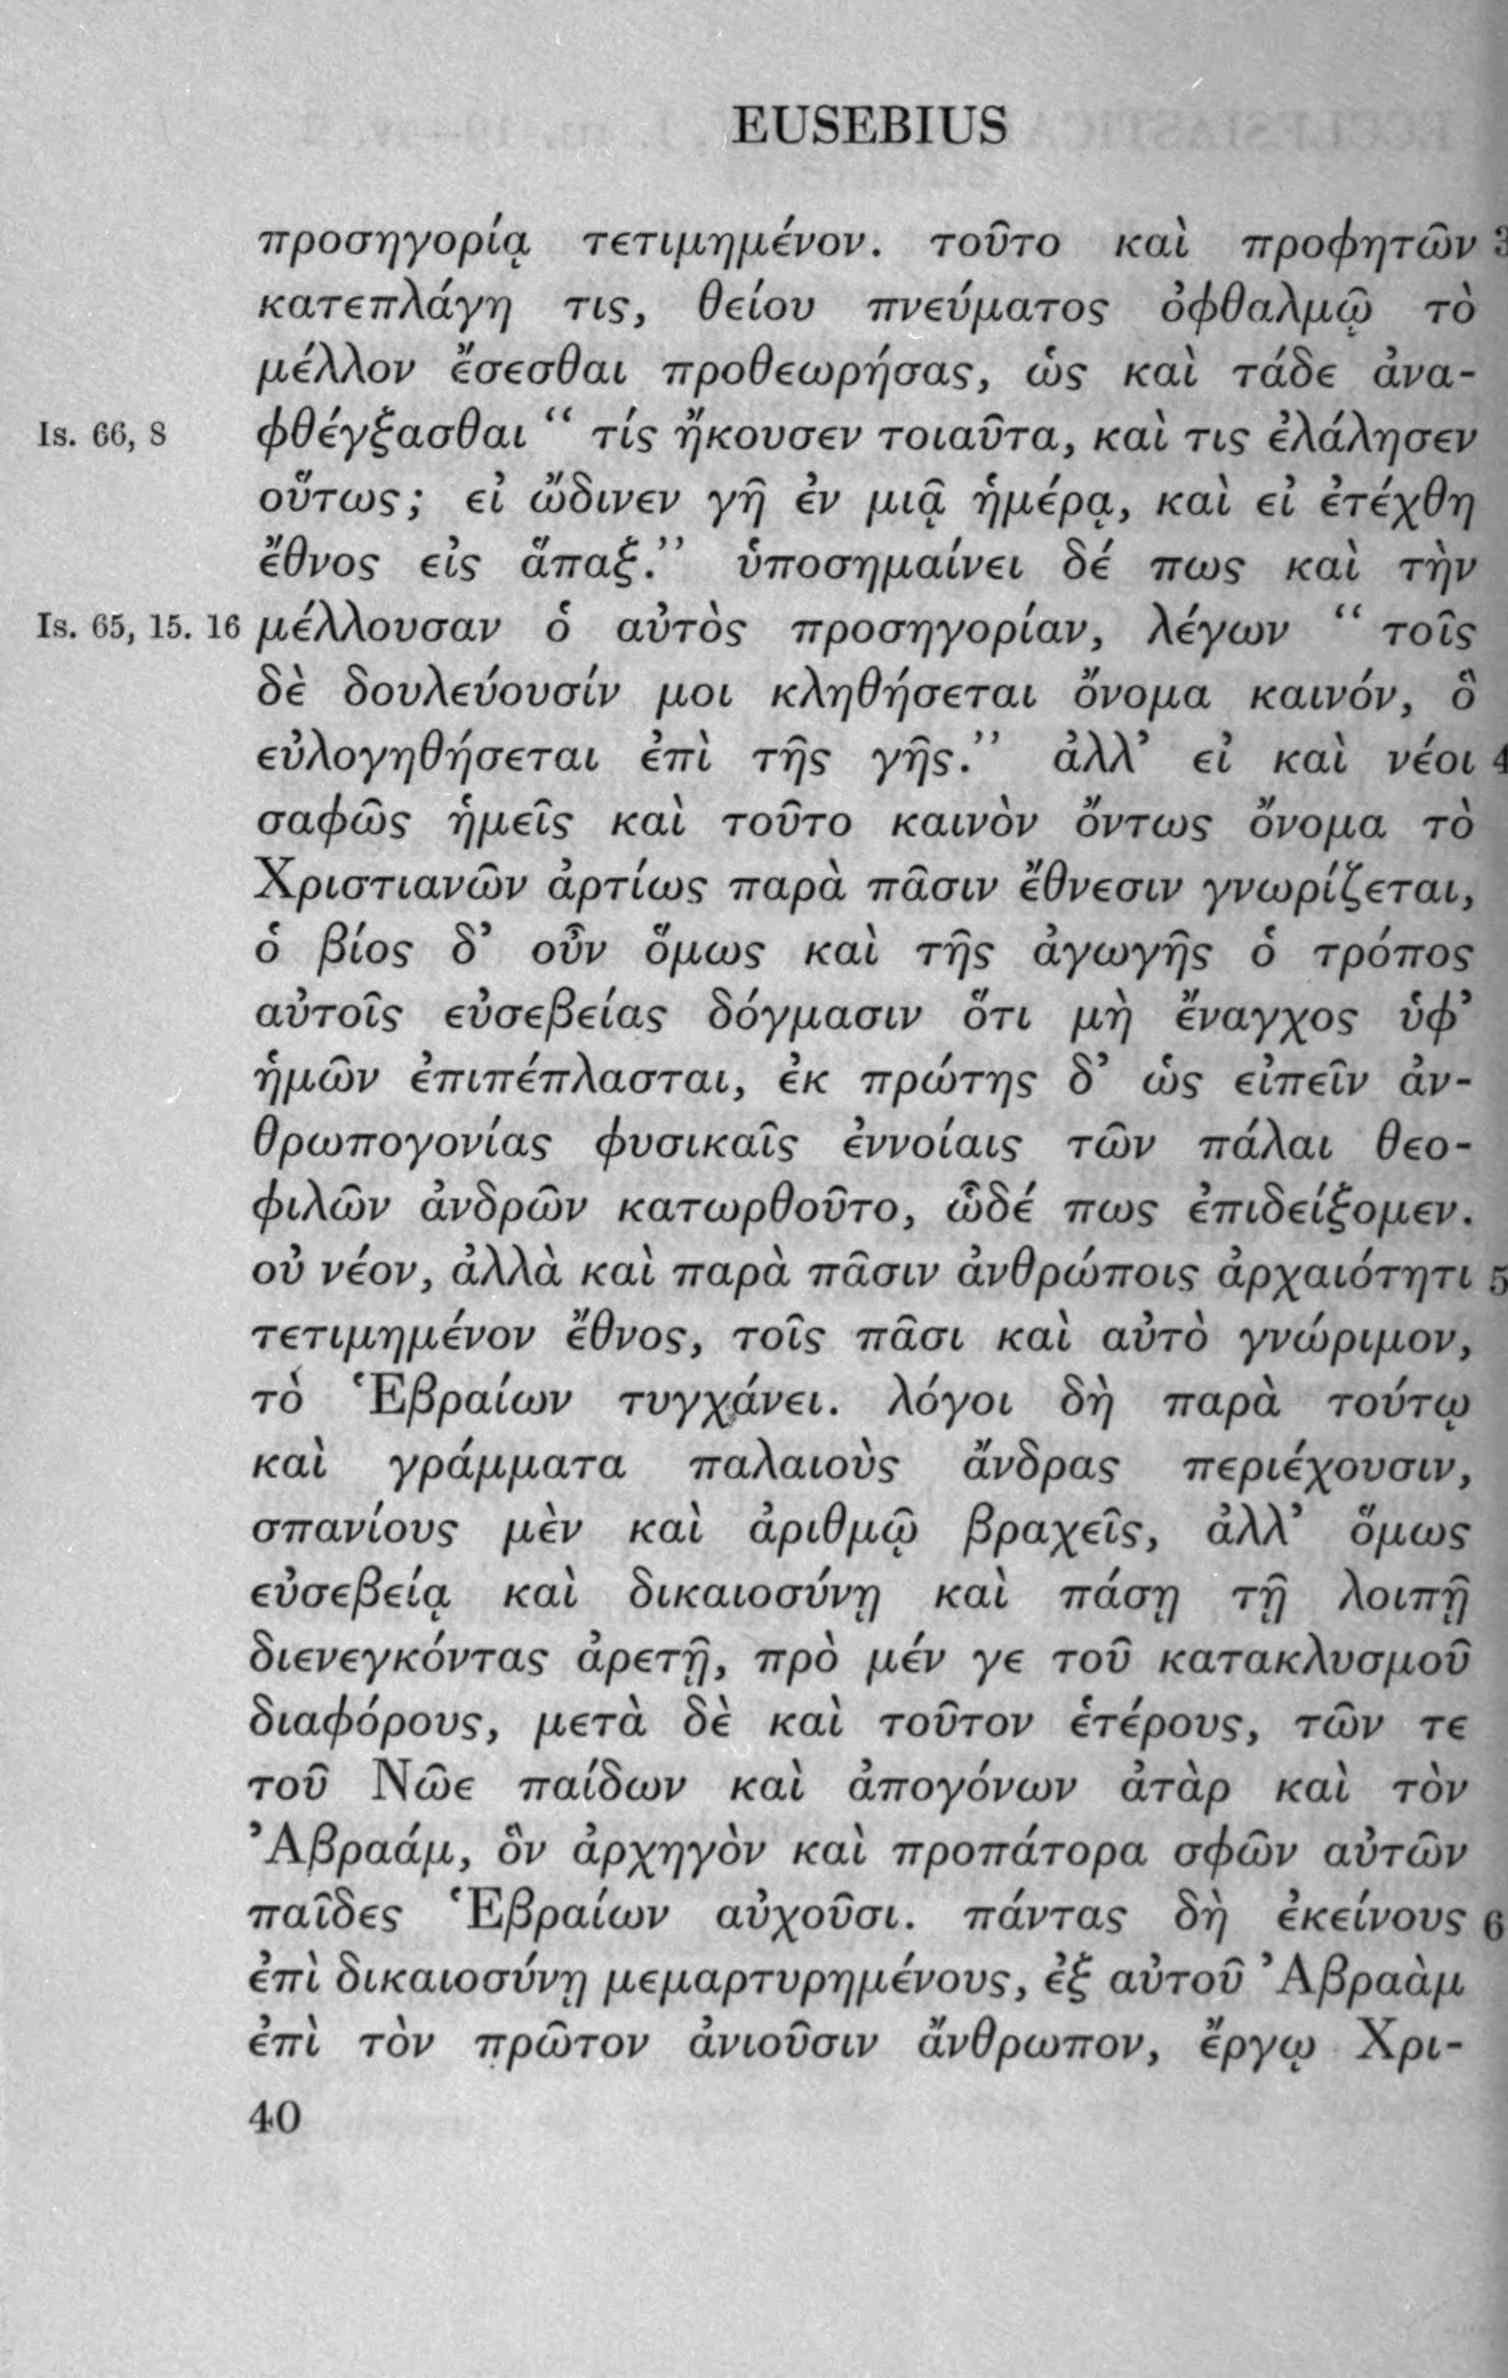 EUSEBIUS
προσηγορίᾳ τετιμημένον. τοῦτο καὶ προφητῶν 3
κατεπλάγη τις, θείου πνεύματος ὀφθαλμῷ τὸ
μέλλον ἔσεσθαι προθεωρήσας, ὡς καὶ τάδε ἀνα-
Is. 66, 8 φθέγξασθαι “ τίς ἤκουσεν τοιαῦτα, καὶ τις ἐλάλησεν
οὕτως; εἰ ὤδινεν γῆ ἐν μιᾷ ἡμέρᾳ, καὶ εἰ ἐτέχθη
ἔθνος εἰς ἅπαξ.” ὑποσημαίνει δέ πως καὶ τὴν
Is. 65, 15. 16 μέλλουσαν ὁ αὐτὸς προσηγορίαν, λέγων “ τοῖς
δὲ δουλεύουσίν μοι κληθήσεται ὄνομα καινόν, ὃ
εὐλογηθήσεται ἐπὶ τῆς γῆς.” ἀλλ’ εἰ καὶ νέοι 4
σαφῶς ἡμεῖς καὶ τοῦτο καινὸν ὄντως ὄνομα τὸ
Χριστιανῶν ἀρτίως παρὰ πᾶσιν ἔθνεσιν γνωρίζεται,
ὁ βίος δ’ οὖν ὅμως καὶ τῆς ἀγωγῆς ὁ τρόπος
αὐτοῖς εὐσεβείας δόγμασιν ὅτι μὴ ἔναγχος ὑφ’
ἡμῶν ἐπιπέπλασται, ἐκ πρώτης δ’ ὡς εἰπεῖν ἀν-
θρωπογονίας φυσικαῖς ἐννοίαις τῶν πάλαι θεο-
φιλῶν ἀνδρῶν κατωρθοῦτο, ὧδέ πως ἐπιδείξομεν.
οὐ νέον, ἀλλὰ καὶ παρὰ πᾶσιν ἀνθρώποις ἀρχαιότητι 5
τετιμημένον ἔθνος, τοῖς πᾶσι καὶ αὐτὸ γνώριμον,
τὸ Ἑβραίων τυγχάνει. λόγοι δὴ παρὰ τούτῳ
καὶ γράμματα παλαιοὺς ἄνδρας περιέχουσιν,
σπανίους μὲν καὶ ἀριθμῷ βραχεῖς, ἀλλ’ ὅμως
εὐσεβείᾳ καὶ δικαιοσύνῃ καὶ πάσῃ τῇ λοιπῇ
διενεγκόντας ἀρετῇ, πρὸ μέν γε τοῦ κατακλυσμοῦ
διαφόρους, μετὰ δὲ καὶ τοῦτον ἑτέρους, τῶν τε
τοῦ Νῶε παίδων καὶ ἀπογόνων ἀτὰρ καὶ τὸν
Ἀβραάμ, ὃν ἀρχηγὸν καὶ προπάτορα σφῶν αὐτῶν
παῖδες Ἑβραίων αὐχοῦσι. πάντας δὴ ἐκείνους 6
ἐπὶ δικαιοσύνῃ μεμαρτυρημένους, ἐξ αὐτοῦ Ἀβραὰμ
ἐπὶ τὸν πρῶτον ἀνιοῦσιν ἄνθρωπον, ἔργῳ Χρι-
40